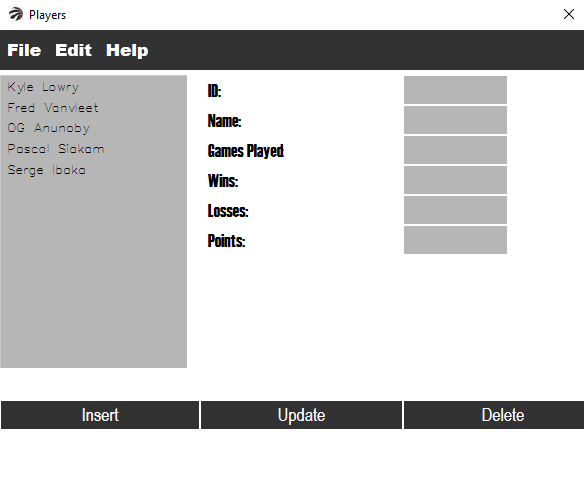 Players
File Edit Help
Kyle Lowry
Fred Vanvleet
OG Anunoby
Pascal Siakam
Serge Ibaka
ID:
Name:
Games Played
Wins:
Losses:
Points:
Insert Update Delete